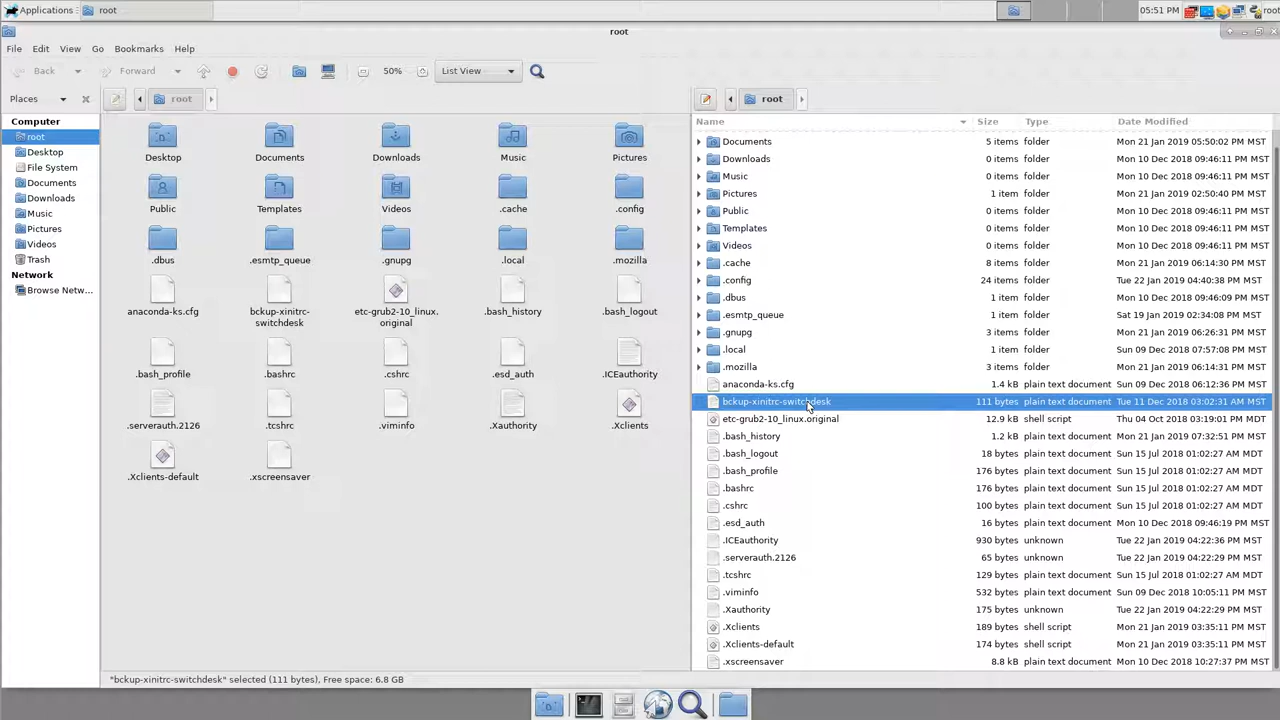 Applications
root
05:51 PM
root
root
File Edit View Go Bookmarks Help
Back
Forward
50%
List View
Places
root
root
Computer
root
Desktop
File System
Documents
Downloads
Music
Pictures
Videos
Trash
Network
Browse Netw...
Desktop Documents Downloads Music Pictures
Public Templates Videos .cache .config
.dbus .esmtp_queue .gnupg .local .mozilla
anaconda-ks.cfg bckup-xinitrc- etc-grub2-10_linux. .bash_history .bash_logout
switchdesk original
.bash_profile .bashrc .cshrc .esd_auth .ICEauthority
.serverauth.2126 .tcshrc .viminfo .Xauthority .Xclients
.Xclients-default .xscreensaver
Name Size Type Date Modified
Documents 5 items folder Mon 21 Jan 2019 05:50:02 PM MST
Downloads 0 items folder Mon 10 Dec 2018 09:46:11 PM MST
Music 0 items folder Mon 10 Dec 2018 09:46:11 PM MST
Pictures 1 item folder Mon 21 Jan 2019 02:50:40 PM MST
Public 0 items folder Mon 10 Dec 2018 09:46:11 PM MST
Templates 0 items folder Mon 10 Dec 2018 09:46:11 PM MST
Videos 0 items folder Mon 10 Dec 2018 09:46:11 PM MST
.cache 8 items folder Mon 21 Jan 2019 06:14:30 PM MST
.config 24 items folder Tue 22 Jan 2019 04:40:38 PM MST
.dbus 1 item folder Mon 10 Dec 2018 09:46:09 PM MST
.esmtp_queue 1 item folder Sat 19 Jan 2019 02:34:08 PM MST
.gnupg 3 items folder Mon 21 Jan 2019 06:26:31 PM MST
.local 1 item folder Sun 09 Dec 2018 07:57:08 PM MST
.mozilla 3 items folder Mon 21 Jan 2019 06:14:30 PM MST
anaconda-ks.cfg 1.4 kB plain text document Sun 09 Dec 2018 06:12:36 PM MST
bckup-xinitrc-switchdesk 111 bytes plain text document Tue 11 Dec 2018 03:02:31 AM MST
etc-grub2-10_linux.original 12.9 kB shell script Thu 04 Oct 2018 03:19:01 PM MDT
.bash_history 1.2 kB plain text document Mon 21 Jan 2019 07:32:51 PM MST
.bash_logout 18 bytes plain text document Sun 15 Jul 2018 01:02:27 AM MDT
.bash_profile 176 bytes plain text document Sun 15 Jul 2018 01:02:27 AM MDT
.bashrc 176 bytes plain text document Sun 15 Jul 2018 01:02:27 AM MDT
.cshrc 100 bytes plain text document Sun 15 Jul 2018 01:02:27 AM MDT
.esd_auth 16 bytes plain text document Mon 10 Dec 2018 09:46:19 PM MST
.ICEauthority 930 bytes unknown Tue 22 Jan 2019 04:22:36 PM MST
.serverauth.2126 65 bytes unknown Tue 22 Jan 2019 04:22:29 PM MST
.tcshrc 129 bytes plain text document Sun 15 Jul 2018 01:02:27 AM MDT
.viminfo 532 bytes plain text document Sun 09 Dec 2018 10:05:11 PM MST
.Xauthority 175 bytes unknown Tue 22 Jan 2019 04:22:29 PM MST
.Xclients 189 bytes shell script Mon 21 Jan 2019 03:35:11 PM MST
.Xclients-default 174 bytes shell script Mon 21 Jan 2019 03:35:11 PM MST
.xscreensaver 8.8 kB plain text document Mon 10 Dec 2018 10:27:37 PM MST
"bckup-xinitrc-switchdesk" selected (111 bytes), Free space: 6.8 GB